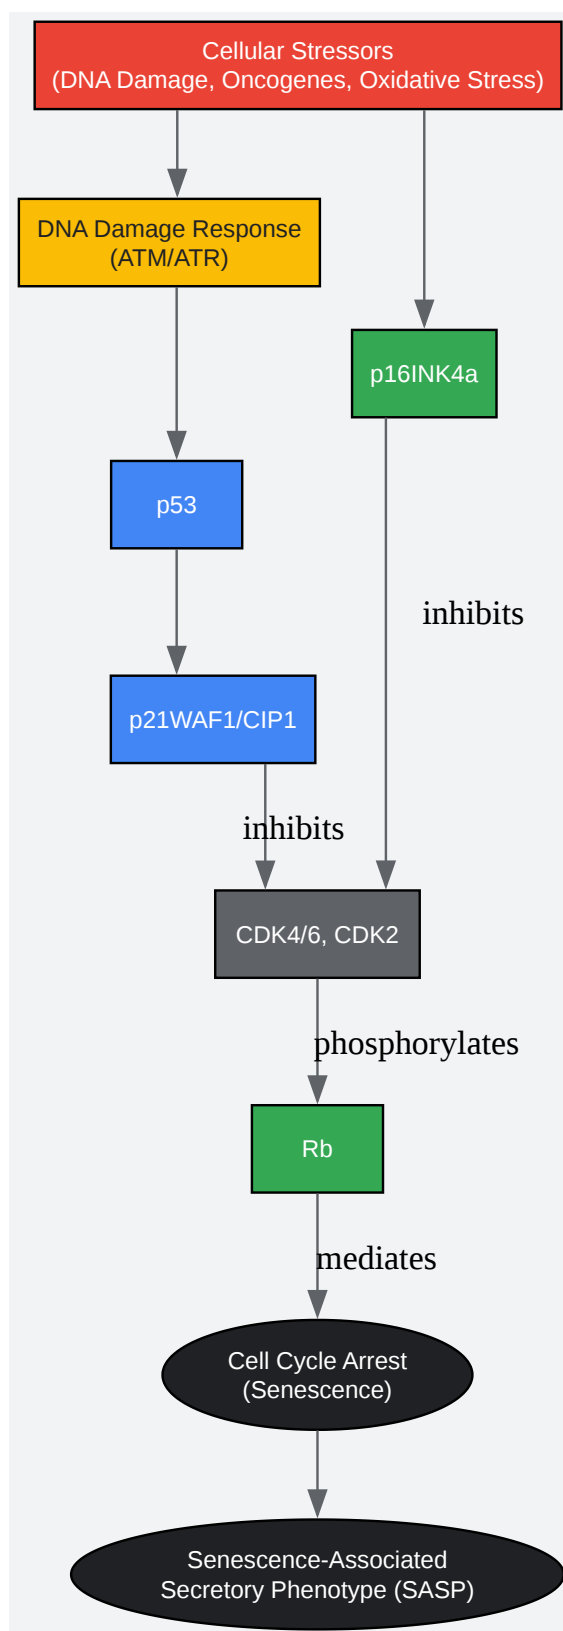 Cellular Stressors
(DNA Damage, Oncogenes, Oxidative Stress)
DNA Damage Response
(ATM/ATR)
p16INK4a
p53
inhibits
p21WAF1/CIP1
inhibits
CDK4/6, CDK2
phosphorylates
Rb
mediates
Cell Cycle Arrest
(Senescence)
Senescence-Associated
Secretory Phenotype (SASP)